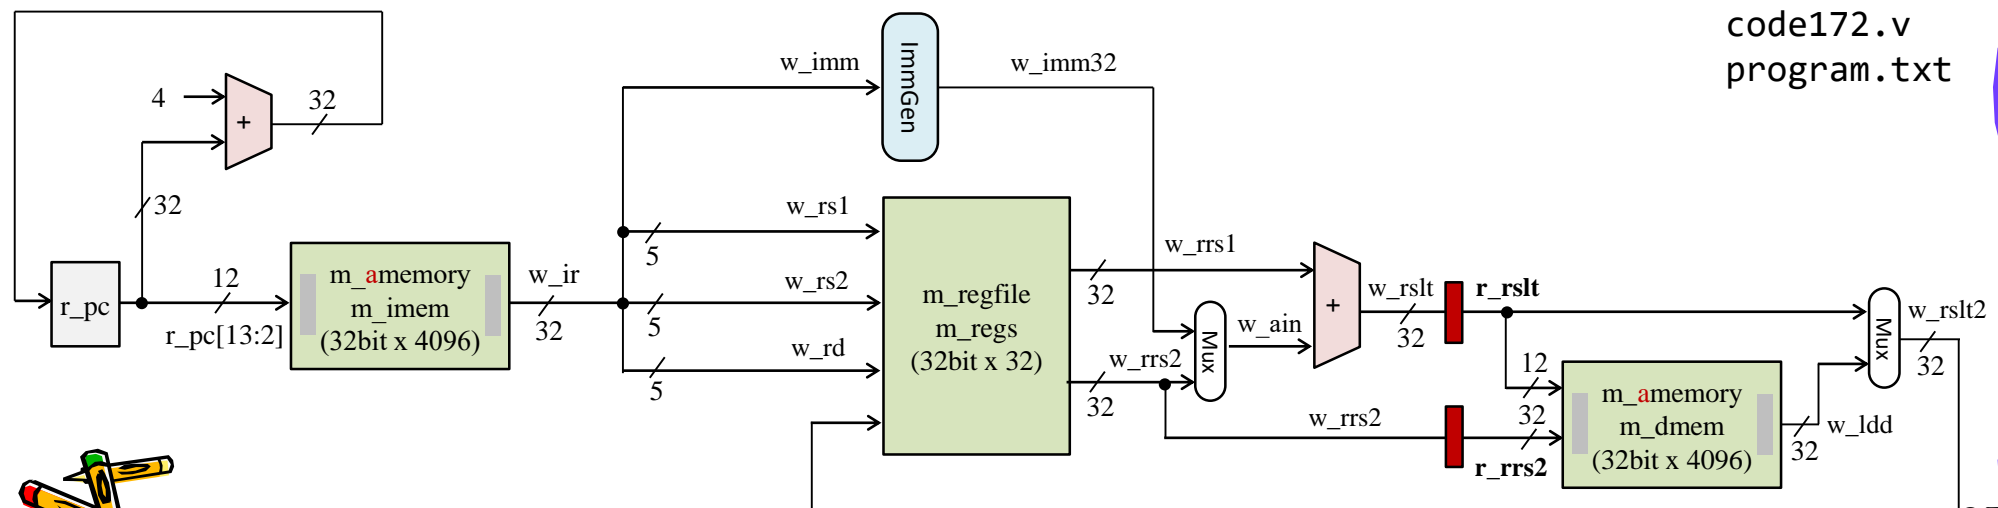 code172.v
program.txt
4
+
32
32
r_pc
12
r_pc[13:2]
m_amemory
m_imem
(32bit x 4096)
w_ir
32
w_imm
ImmGen
w_imm32
w_rs1
5
w_rs2
5
w_rd
5
m_regfile
m_regs
(32bit x 32)
32
w_rrs1
w_rrs2
32
Mux
w_ain
+
w_rslt
32
r_rslt
w_rrs2
r_rrs2
12
32
m_amemory
m_dmem
(32bit x 4096)
32
w_ldd
Mux
w_rslt2
32